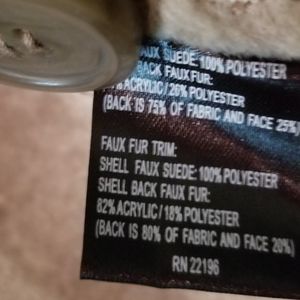 FAUX SUEDE: 100% POLYESTER
BACK FAUX FUR:
% ACRYLIC / 26% POLYESTER
(BACK IS 75% OF FABRIC AND FACE 25%)
FAUX FUR TRIM:
SHELL FAUX SUEDE: 100% POLYESTER
SHELL BACK FAUX FUR:
82% ACRYLIC / 18% POLYESTER
(BACK IS 80% OF FABRIC AND FACE 20%)
RN 22196